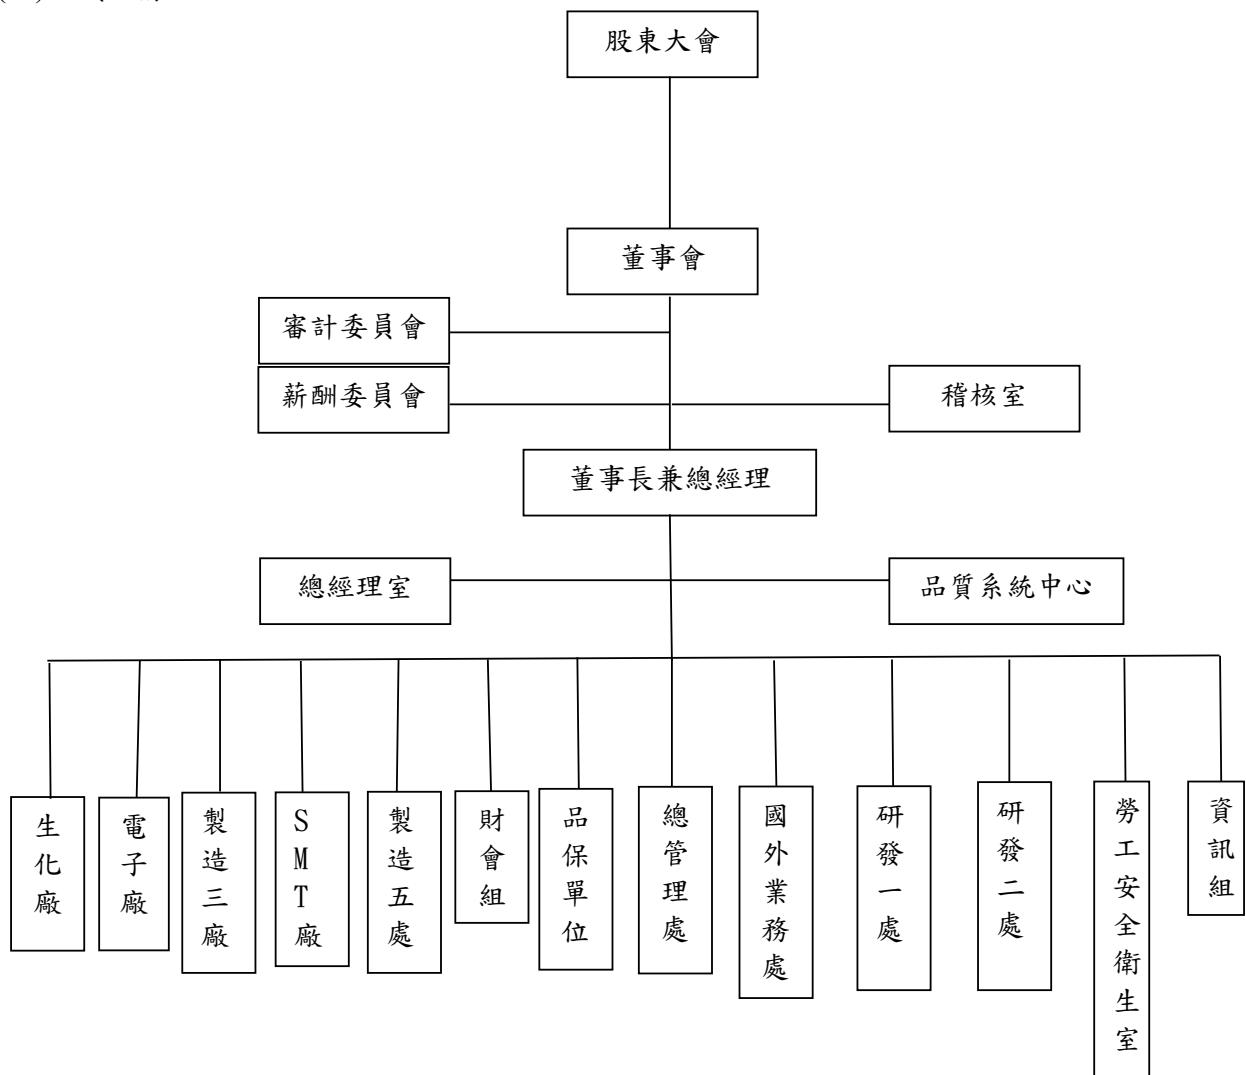 股東大會
董事會
審計委員會
薪酬委員會
稽核室
董事長兼總經理
總經理室
品質系統中心
生化廠
電子廠
製造三廠
SMT廠
製造五處
財會組
品保單位
總管理處
國外業務處
研發一處
研發二處
勞工安全衛生室
資訊組